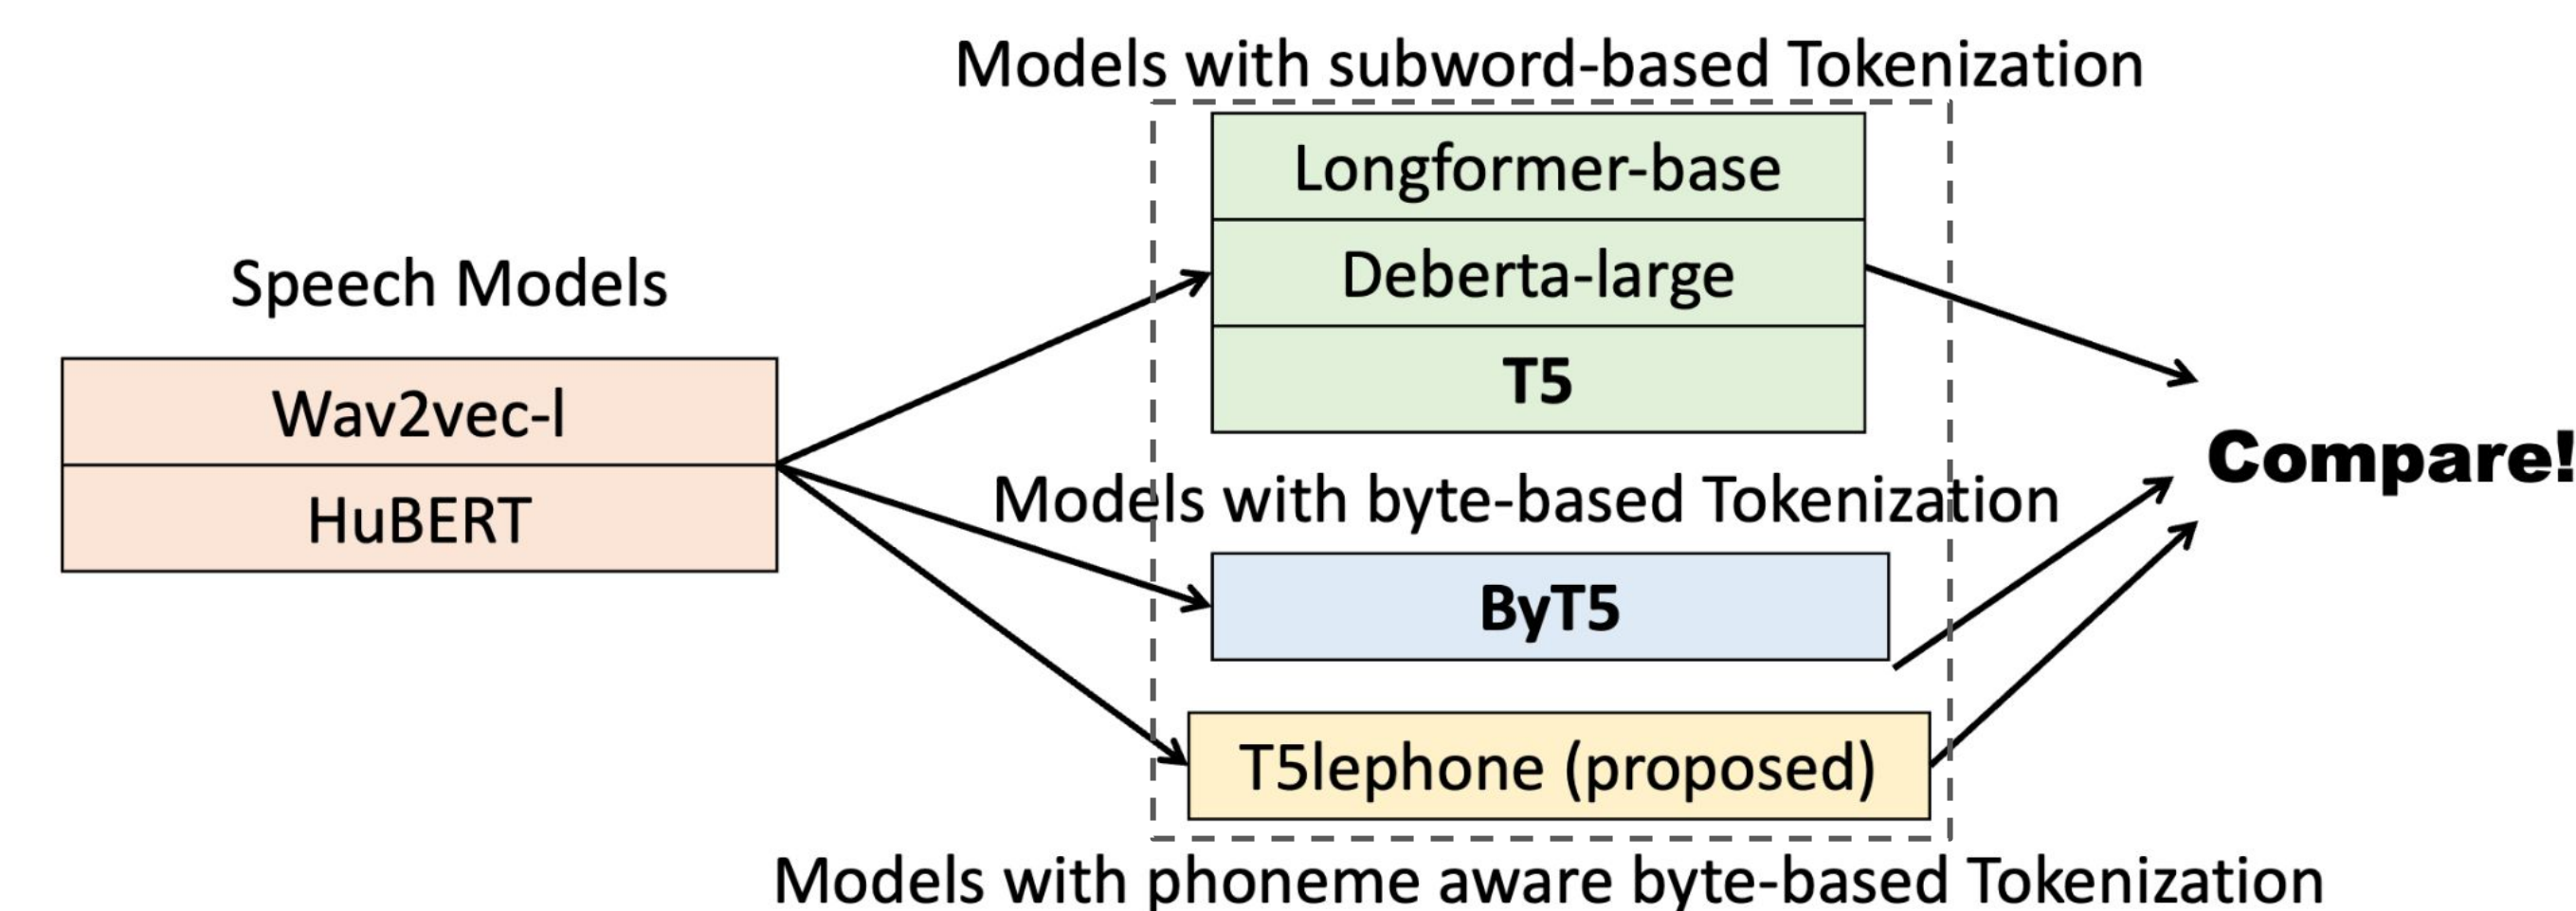 Models with subword-based Tokenization
Longformer-base
Speech Models
Deberta-large
Wav2vec-l
T5
HuBERT
Compare!
Models with byte-based Tokenization
ByT5
T5lephone (proposed)
Models with phoneme aware byte-based Tokenization